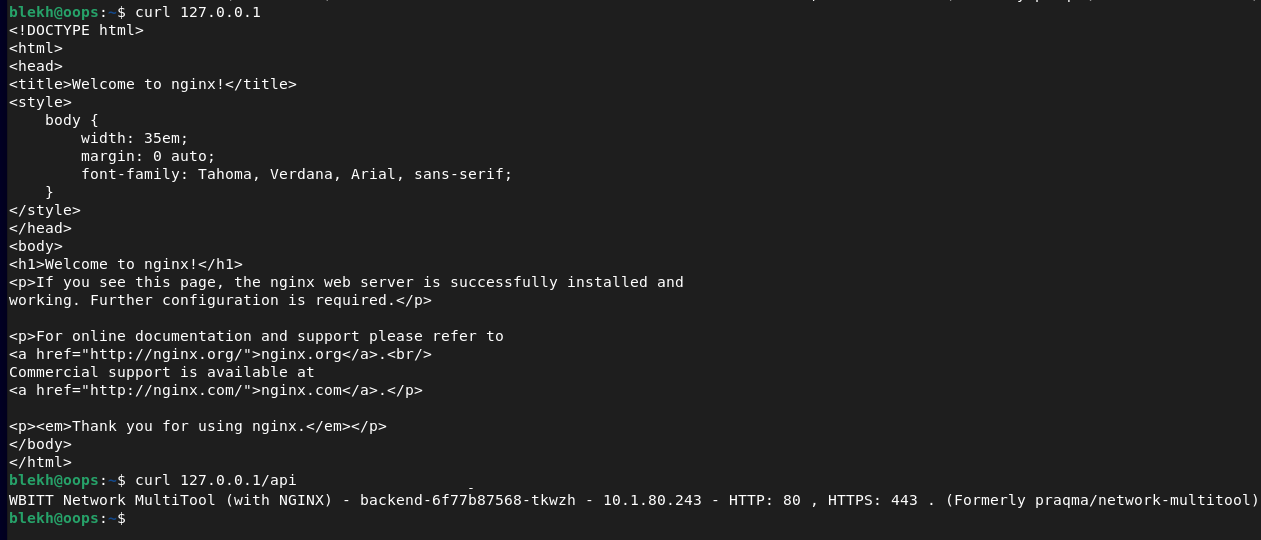 blekh@oops:~$ curl 127.0.0.1
<!DOCTYPE html>
<html>
<head>
<title>Welcome to nginx!</title>
<style>
    body {
        width: 35em;
        margin: 0 auto;
        font-family: Tahoma, Verdana, Arial, sans-serif;
    }
</style>
</head>
<body>
<h1>Welcome to nginx!</h1>
<p>If you see this page, the nginx web server is successfully installed and
working. Further configuration is required.</p>

<p>For online documentation and support please refer to
<a href="http://nginx.org/">nginx.org</a>.<br/>
Commercial support is available at
<a href="http://nginx.com/">nginx.com</a>.</p>

<p><em>Thank you for using nginx.</em></p>
</body>
</html>
blekh@oops:~$ curl 127.0.0.1/api
WBITT Network MultiTool (with NGINX) - backend-6f77b87568-tkwzh - 10.1.80.243 - HTTP: 80 , HTTPS: 443 . (Formerly praqma/network-multitool)
blekh@oops:~$